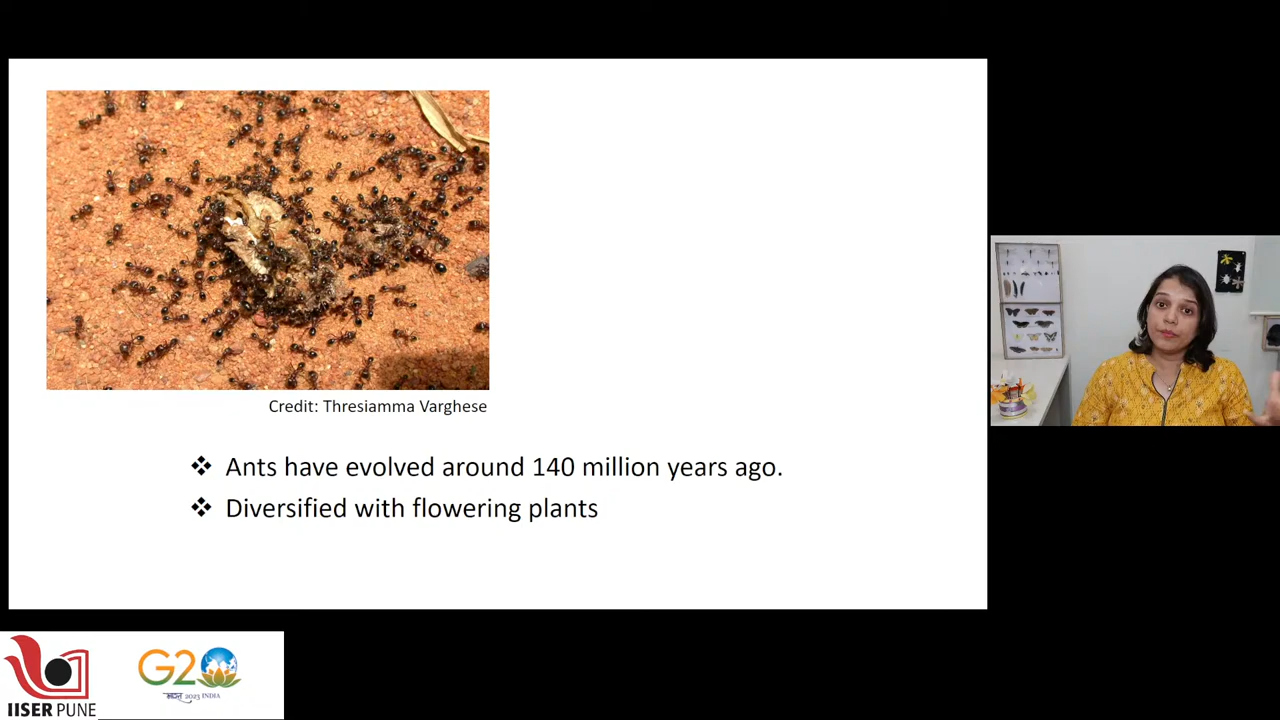 Credit: Thresiamma Varghese
❖ Ants have evolved around 140 million years ago.
❖ Diversified with flowering plants
IISER PUNE
G20
भारत 2023 INDIA